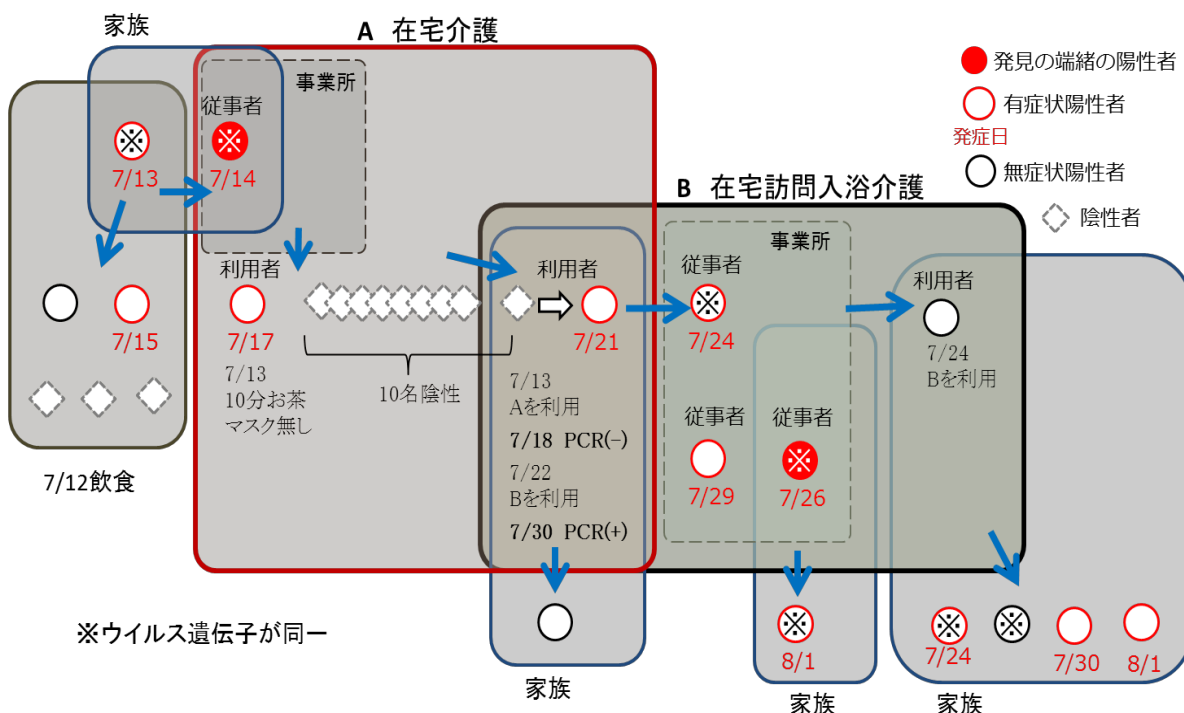 家族
A 在宅介護
事業所
従事者
※
7/13
※
7/14
7/15
7/12飲食
利用者
7/17
7/13
10分お茶
マスク無し
10名陰性
利用者
7/21
7/13
Aを利用
7/18 PCR(−)
7/22
Bを利用
7/30 PCR(+)
家族
B 在宅訪問入浴介護
事業所
従事者
※
7/24
従事者
7/29
従事者
※
7/26
※
8/1
家族
利用者
7/24
Bを利用
※
7/24
※
7/30
8/1
家族
発見の端緒の陽性者
有症状陽性者
発症日
無症状陽性者
陰性者
※ウイルス遺伝子が同一